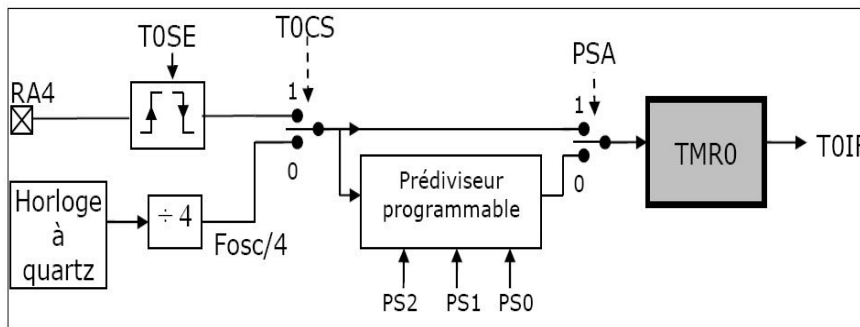 T0SE
T0CS
PSA
RA4
1
1
0
0
TMR0
T0IF
Horloge
à
quartz
÷ 4
Fosc/4
Prédiviseur
programmable
PS2
PS1
PS0